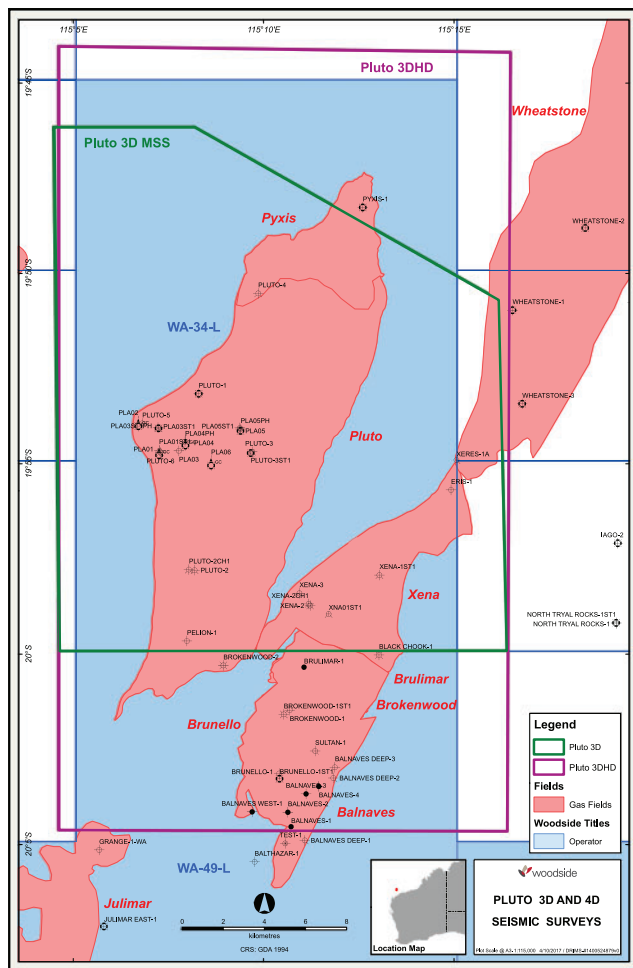 115°5'E
115°10'E
115°15'E
Pluto 3DHD
19°45'S
Wheatstone
Pluto 3D MSS
PYXIS-1
Pyxis
WHEATSTONE-2
19°50'S
PLUTO-4
WHEATSTONE-1
WA-34-L
PLUTO-1
WHEATSTONE-3
PLA02
PLUTO-5
PLA03ST1
PLA05ST1
PLA05PH
PLA05
PLA04PH
Pluto
PLA01
PLA04
PLA06
PLUTO-3
PLUTO-6
PLA03
PLUTO-3ST1
19°55'S
XERES-1A
ERIS-1
IAGO-2
PLUTO-2CH1
PLUTO-2
XENA-1ST1
XENA-3
XENA-2DH1
XENA-2
XNA01ST1
Xena
NORTH TRYAL ROCKS-1ST1
NORTH TRYAL ROCKS-1
PELION-1
20°S
BROKENWOOD-2
BLACK CHOOK-1
BRULIMAR-1
Brulimar
Brokenwood
BROKENWOOD-1ST1
BROKENWOOD-1
Brunello
SULTAN-1
BALNAVES DEEP-3
BRUNELLO-1
BRUNELLO-1ST1
BALNAVES DEEP-2
BALNAVES-3
BALNAVES-4
BALNAVES WEST-1
BALNAVES-2
Balnaves
BALNAVES-1
TEST-1
BALNAVES DEEP-1
20°5'S
GRANGE-1-WA
BALTHAZAR-1
WA-49-L
Julimar
JULIMAR EAST-1
0
2
4
6
8
kilometres
CRS: GDA 1994
Legend
Pluto 3D
Pluto 3DHD
Fields
Gas Fields
Woodside Titles
Operator
Location Map
woodside
PLUTO 3D AND 4D
SEISMIC SURVEYS